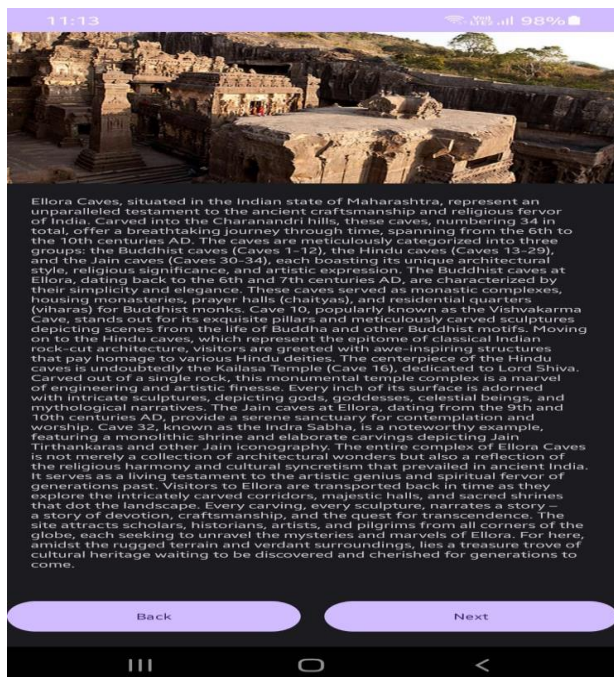 11:13
98%
Ellora Caves, situated in the Indian state of Maharashtra, represent an
unparalleled testament to the ancient craftsmanship and religious fervor
of India. Carved into the Charanandri hills, these caves, numbering 34 in
total, offer a breathtaking journey through time, spanning from the 6th to
the 10th centuries AD. The caves are meticulously categorized into three
groups: the Buddhist caves (Caves 1–12), the Hindu caves (Caves 13–29),
and the Jain caves (Caves 30–34), each boasting its unique architectural
style, religious significance, and artistic expression. The Buddhist caves at
Ellora, dating back to the 6th and 7th centuries AD, are characterized by
their simplicity and elegance. These caves served as monastic complexes,
housing monasteries, prayer halls (chaityas), and residential quarters
(viharas) for Buddhist monks. Cave 10, popularly known as the Vishvakarma
Cave, stands out for its exquisite pillars and meticulously carved sculptures
depicting scenes from the life of Buddha and other Buddhist motifs. Moving
on to the Hindu caves, which represent the epitome of classical Indian
rock-cut architecture, visitors are greeted with awe-inspiring structures
that pay homage to various Hindu deities. The centerpiece of the Hindu
caves is undoubtedly the Kailasa Temple (Cave 16), dedicated to Lord Shiva.
Carved out of a single rock, this monumental temple complex is a marvel
of engineering and artistic finesse. Every inch of its surface is adorned
with intricate sculptures, depicting gods, goddesses, celestial beings, and
mythological narratives. The Jain caves at Ellora, dating from the 9th and
10th centuries AD, provide a serene sanctuary for contemplation and
worship. Cave 32, known as the Indra Sabha, is a noteworthy example,
featuring a monolithic shrine and elaborate carvings depicting Jain
Tirthankaras and other Jain iconography. The entire complex of Ellora Caves
is not merely a collection of architectural wonders but also a reflection of
the religious harmony and cultural syncretism that prevailed in ancient India.
It serves as a living testament to the artistic genius and spiritual fervor of
generations past. Visitors to Ellora are transported back in time as they
explore the intricately carved corridors, majestic halls, and sacred shrines
that dot the landscape. Every carving, every sculpture, narrates a story –
a story of devotion, craftsmanship, and the quest for transcendence. The
site attracts scholars, historians, artists, and pilgrims from all corners of the
globe, each seeking to unravel the mysteries and marvels of Ellora. For here,
amidst the rugged terrain and verdant surroundings, lies a treasure trove of
cultural heritage waiting to be discovered and cherished for generations to
come.
Back
Next